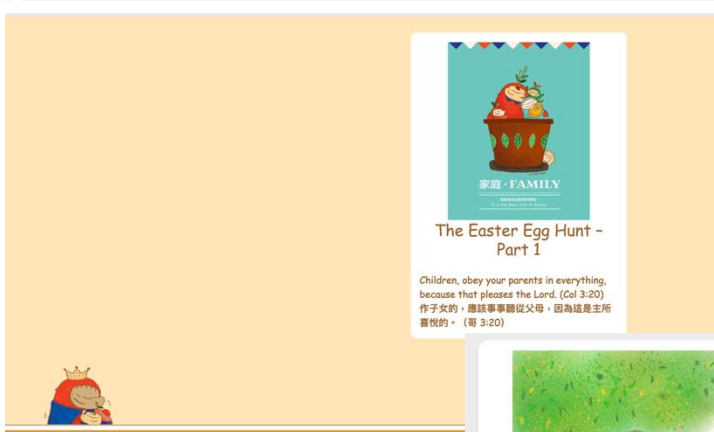 家庭・FAMILY
The Easter Egg Hunt –
Part 1
Children, obey your parents in everything,
because that pleases the Lord. (Col 3:20)
作子女的，應該事事聽從父母，因為這是主所
喜悅的。（哥 3:20）